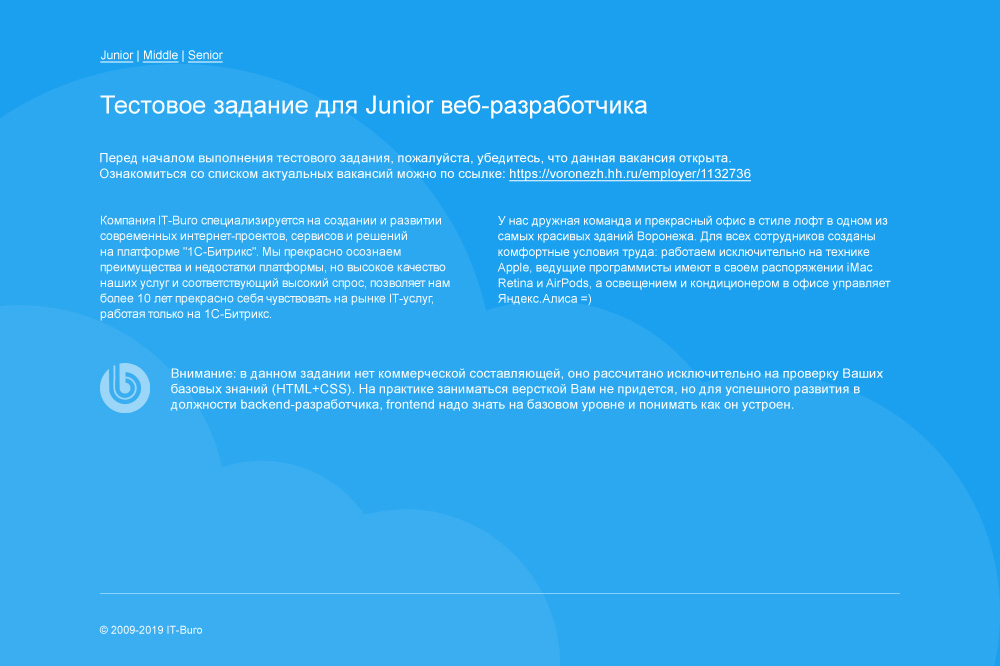 Junior | Middle | Senior
Тестовое задание для Junior веб-разработчика
Перед началом выполнения тестового задания, пожалуйста, убедитесь, что данная вакансия открыта.
Ознакомиться со списком актуальных вакансий можно по ссылке: https://voronezh.hh.ru/employer/1132736
Компания IT-Buro специализируется на создании и развитии
современных интернет-проектов, сервисов и решений
на платформе "1С-Битрикс". Мы прекрасно осознаем
преимущества и недостатки платформы, но высокое качество
наших услуг и соответствующий высокий спрос, позволяет нам
более 10 лет прекрасно себя чувствовать на рынке IT-услуг,
работая только на 1С-Битрикс.
У нас дружная команда и прекрасный офис в стиле лофт в одном из
самых красивых зданий Воронежа. Для всех сотрудников созданы
комфортные условия труда: работаем исключительно на технике
Apple, ведущие программисты имеют в своем распоряжении iMac
Retina и AirPods, а освещением и кондиционером в офисе управляет
Яндекс.Алиса =)
Внимание: в данном задании нет коммерческой составляющей, оно рассчитано исключительно на проверку Ваших
базовых знаний (HTML+CSS). На практике заниматься версткой Вам не придется, но для успешного развития в
должности backend-разработчика, frontend надо знать на базовом уровне и понимать как он устроен.
© 2009-2019 IT-Buro